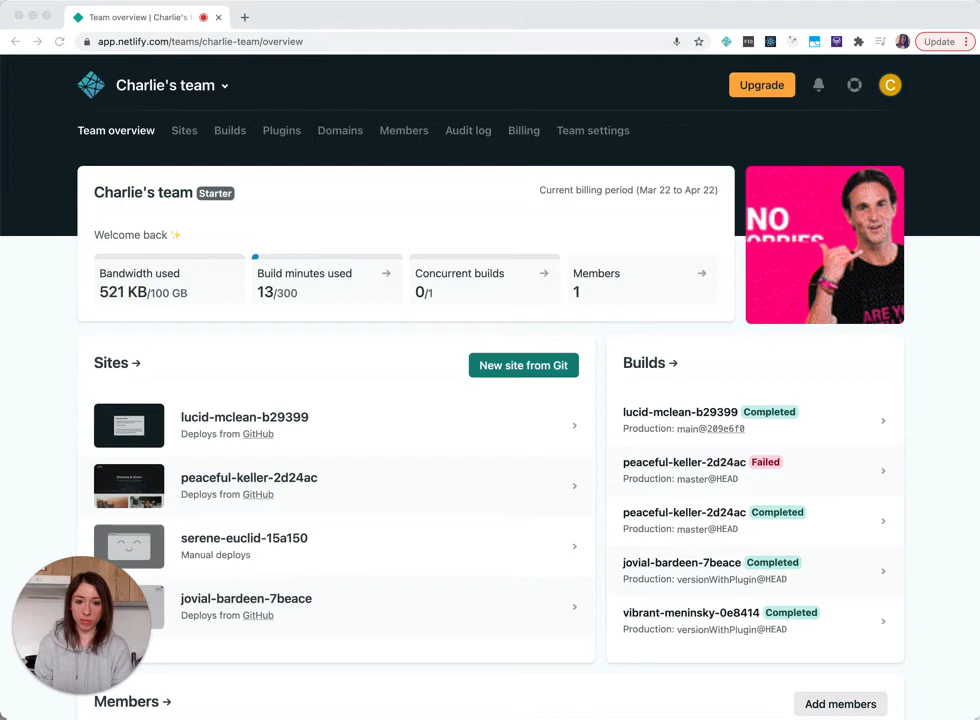 Team overview | Charlie's t
app.netlify.com/teams/charlie-team/overview
Update
Charlie's team
Upgrade
C
Team overview Sites Builds Plugins Domains Members Audit log Billing Team settings
Charlie's team Starter
Current billing period (Mar 22 to Apr 22)
Welcome back ✨
Bandwidth used
521 KB/100 GB
Build minutes used →
13/300
Concurrent builds →
0/1
Members →
1
NO
WORRIES
ARE YOU
Sites →
New site from Git
lucid-mclean-b29399
Deploys from GitHub
peaceful-keller-2d24ac
Deploys from GitHub
serene-euclid-15a150
Manual deploys
jovial-bardeen-7beace
Deploys from GitHub
Builds →
lucid-mclean-b29399 Completed
Production: main@209e6f0
peaceful-keller-2d24ac Failed
Production: master@HEAD
peaceful-keller-2d24ac Completed
Production: master@HEAD
jovial-bardeen-7beace Completed
Production: versionWithPlugin@HEAD
vibrant-meninsky-0e8414 Completed
Production: versionWithPlugin@HEAD
Members →
Add members